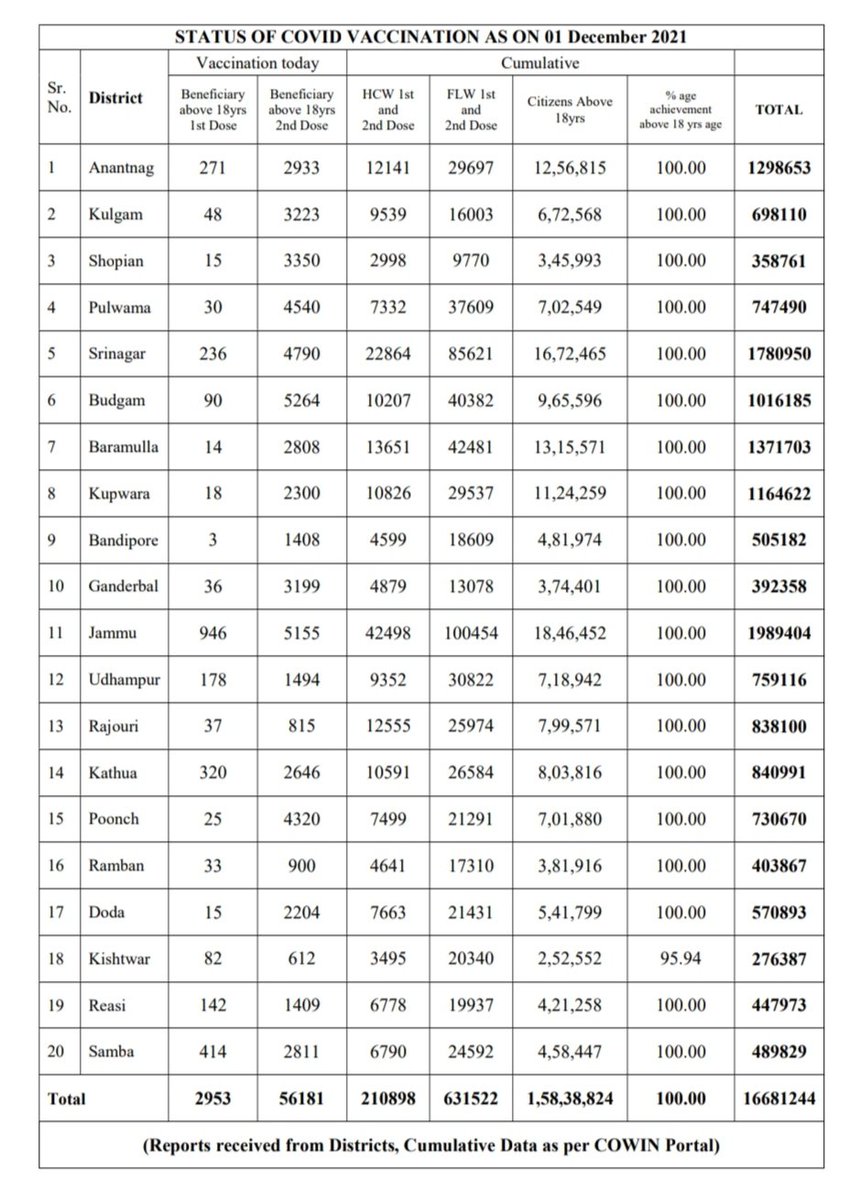 STATUS OF COVID VACCINATION AS ON 01 December 2021
Sr. No. District Vaccination today Cumulative
Beneficiary above 18yrs 1st Dose Beneficiary above 18yrs 2nd Dose HCW 1st and 2nd Dose FLW 1st and 2nd Dose Citizens Above 18yrs % age achievement above 18 yrs age TOTAL
1 Anantnag 271 2933 12141 29697 12,56,815 100.00 1298653
2 Kulgam 48 3223 9539 16003 6,72,568 100.00 698110
3 Shopian 15 3350 2998 9770 3,45,993 100.00 358761
4 Pulwama 30 4540 7332 37609 7,02,549 100.00 747490
5 Srinagar 236 4790 22864 85621 16,72,465 100.00 1780950
6 Budgam 90 5264 10207 40382 9,65,596 100.00 1016185
7 Baramulla 14 2808 13651 42481 13,15,571 100.00 1371703
8 Kupwara 18 2300 10826 29537 11,24,259 100.00 1164622
9 Bandipore 3 1408 4599 18609 4,81,974 100.00 505182
10 Ganderbal 36 3199 4879 13078 3,74,401 100.00 392358
11 Jammu 946 5155 42498 100454 18,46,452 100.00 1989404
12 Udhampur 178 1494 9352 30822 7,18,942 100.00 759116
13 Rajouri 37 815 12555 25974 7,99,571 100.00 838100
14 Kathua 320 2646 10591 26584 8,03,816 100.00 840991
15 Poonch 25 4320 7499 21291 7,01,880 100.00 730670
16 Ramban 33 900 4641 17310 3,81,916 100.00 403867
17 Doda 15 2204 7663 21431 5,41,799 100.00 570893
18 Kishtwar 82 612 3495 20340 2,52,552 95.94 276387
19 Reasi 142 1409 6778 19937 4,21,258 100.00 447973
20 Samba 414 2811 6790 24592 4,58,447 100.00 489829
Total 2953 56181 210898 631522 1,58,38,824 100.00 16681244
(Reports received from Districts, Cumulative Data as per COWIN Portal)